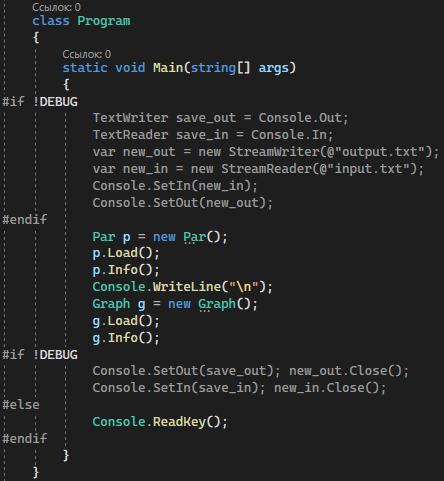 Ссылок: 0
class Program
{
Ссылок: 0
static void Main(string[] args)
{
#if !DEBUG
TextWriter save_out = Console.Out;
TextReader save_in = Console.In;
var new_out = new StreamWriter(@"output.txt");
var new_in = new StreamReader(@"input.txt");
Console.SetIn(new_in);
Console.SetOut(new_out);
#endif
Par p = new Par();
p.Load();
p.Info();
Console.WriteLine("\n");
Graph g = new Graph();
g.Load();
g.Info();
#if !DEBUG
Console.SetOut(save_out); new_out.Close();
Console.SetIn(save_in); new_in.Close();
#else
Console.ReadKey();
#endif
}
}